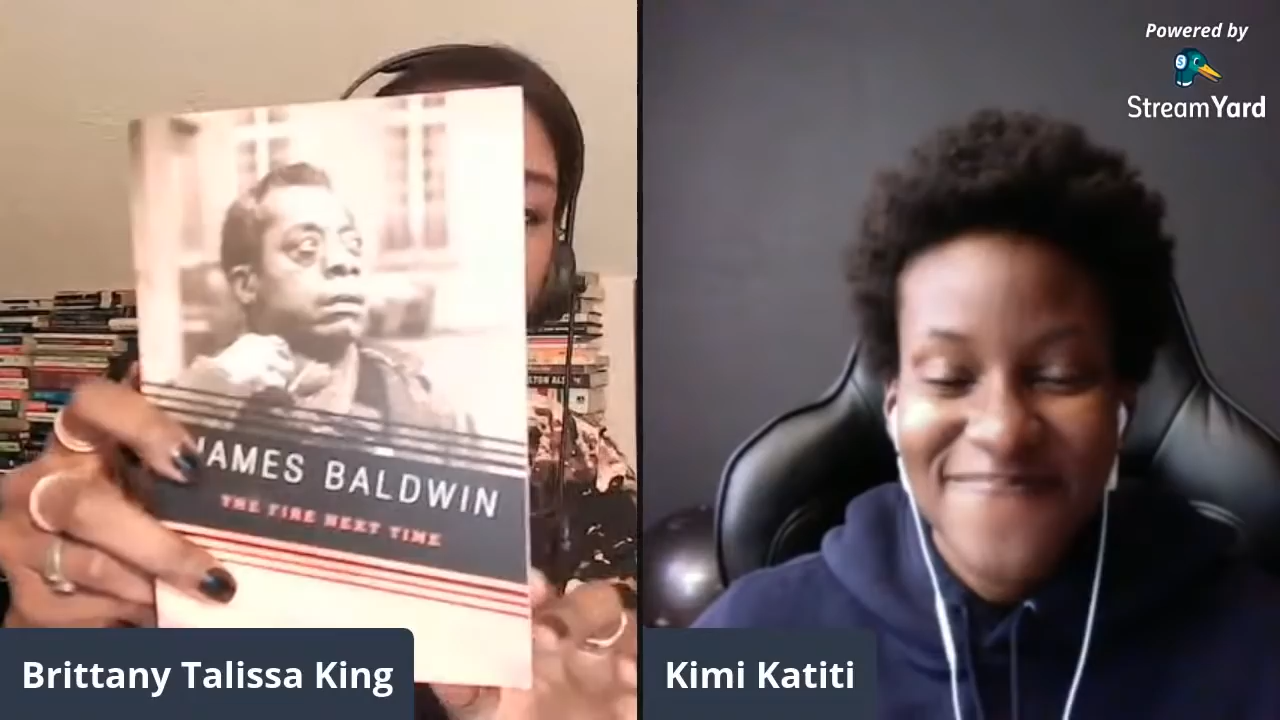 Powered by
StreamYard
JAMES BALDWIN
THE FIRE NEXT TIME
Brittany Talissa King
Kimi Katiti